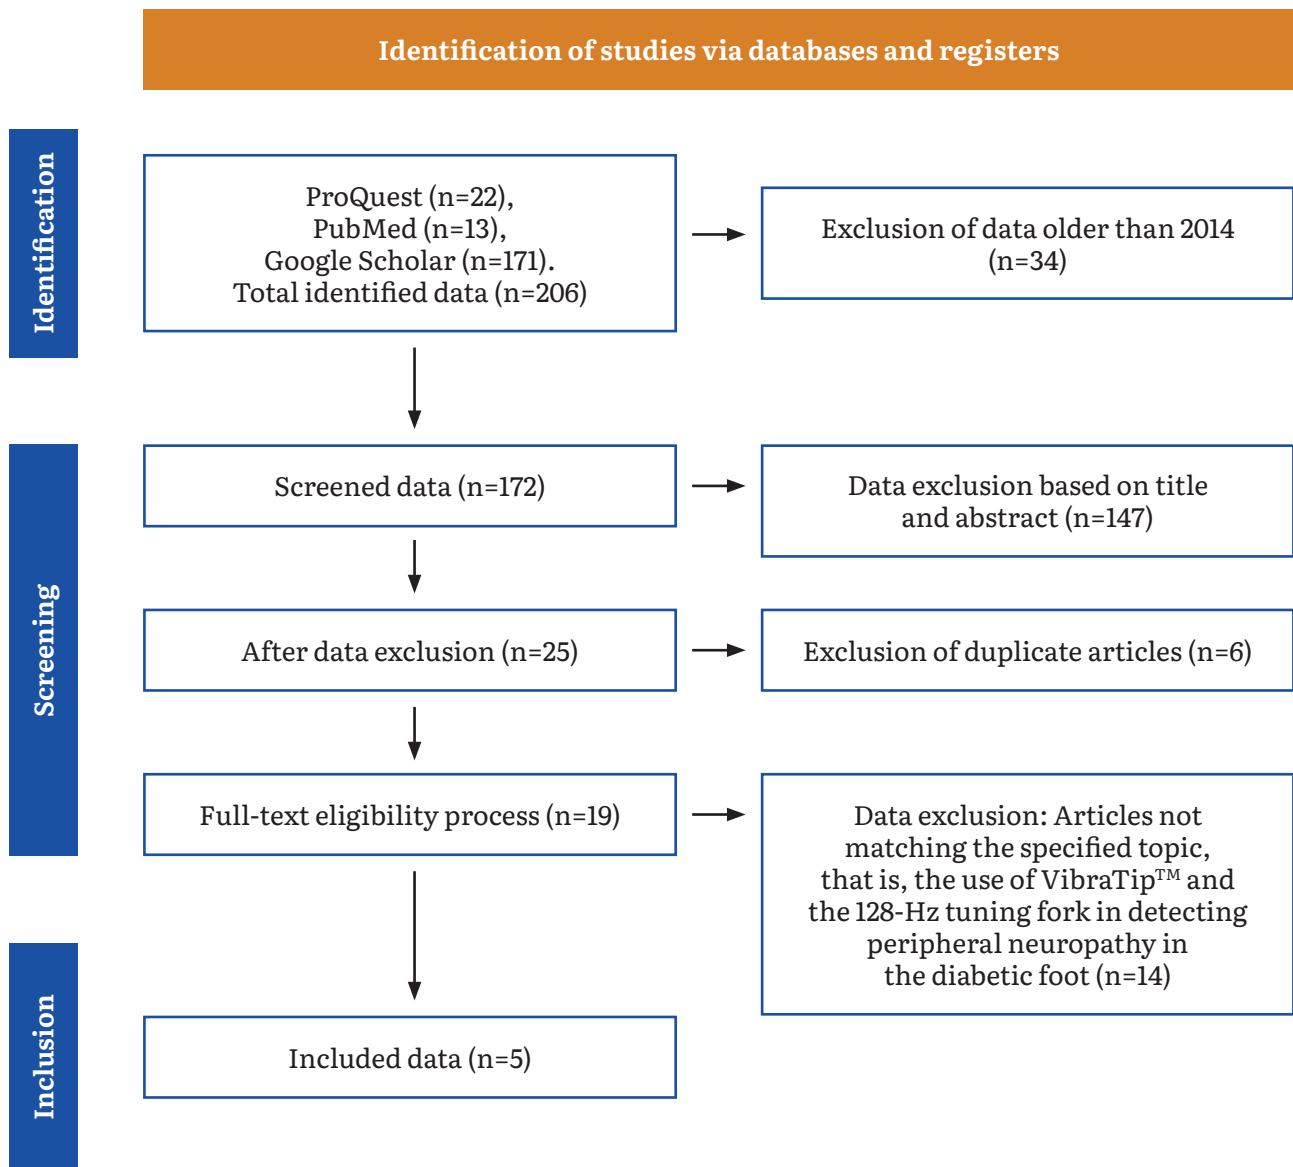 Identification of studies via databases and registers
Identification
ProQuest (n=22),
PubMed (n=13),
Google Scholar (n=171).
Total identified data (n=206)
Exclusion of data older than 2014
(n=34)
Screening
Screened data (n=172)
Data exclusion based on title
and abstract (n=147)
After data exclusion (n=25)
Exclusion of duplicate articles (n=6)
Full-text eligibility process (n=19)
Data exclusion: Articles not
matching the specified topic,
that is, the use of VibraTip™ and
the 128-Hz tuning fork in detecting
peripheral neuropathy in
the diabetic foot (n=14)
Inclusion
Included data (n=5)